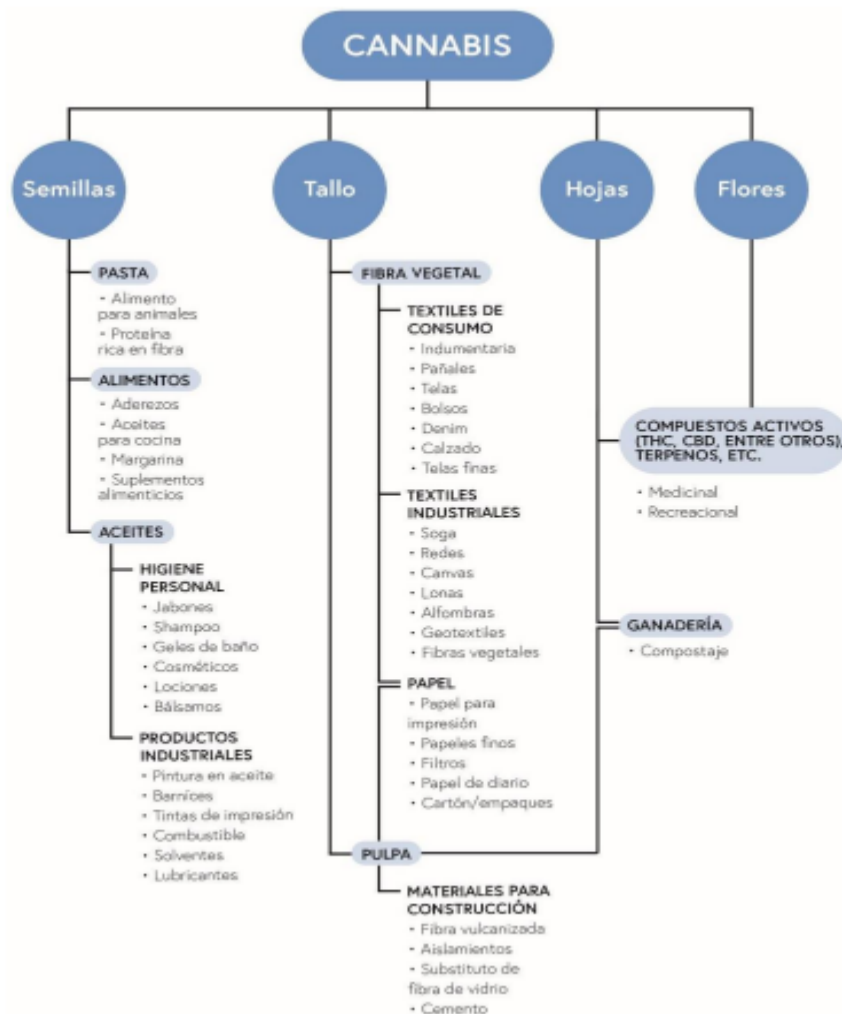 CANNABIS
Semillas
Tallo
Hojas
Flores
PASTA
• Alimento
para animales
• Proteína
rica en fibra
ALIMENTOS
• Aderezos
• Aceites
para cocina
• Margarina
• Suplementos
alimenticios
ACEITES
HIGIENE
PERSONAL
• Jabones
• Shampoo
• Geles de baño
• Cosméticos
• Lociones
• Bálsamos
PRODUCTOS
INDUSTRIALES
• Pintura en aceite
• Barníces
• Tintas de impresión
• Combustible
• Solventes
• Lubricantes
FIBRA VEGETAL
TEXTILES DE
CONSUMO
• Indumentaria
• Pañales
• Telas
• Bolsos
• Denim
• Calzado
• Telas finas
TEXTILES
INDUSTRIALES
• Soga
• Redes
• Canvas
• Lonas
• Alfombras
• Geotextiles
• Fibras vegetales
PAPEL
• Papel para
impresión
• Papeles finos
• Filtros
• Papel de diario
• Cartón/empaques
PULPA
MATERIALES PARA
CONSTRUCCIÓN
• Fibra vulcanizada
• Aislamientos
• Substituto de
fibra de vidrio
• Cemento
COMPUESTOS ACTIVOS
(THC, CBD, ENTRE OTROS),
TERPENOS, ETC.
• Medicinal
• Recreacional
GANADERÍA
• Compostaje